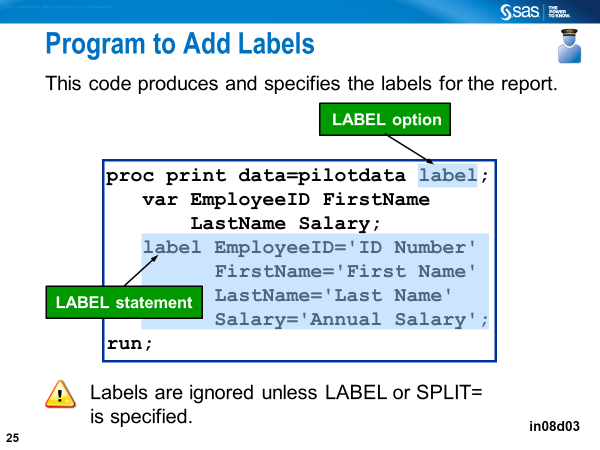 sas THE POWER TO KNOW.
Program to Add Labels
This code produces and specifies the labels for the report.
LABEL option
proc print data=pilotdata label;
var EmployeeID FirstName
LastName Salary;
label EmployeeID='ID Number'
FirstName='First Name'
LastName='Last Name'
Salary='Annual Salary';
run;
LABEL statement
Labels are ignored unless LABEL or SPLIT=
is specified.
25
in08d03